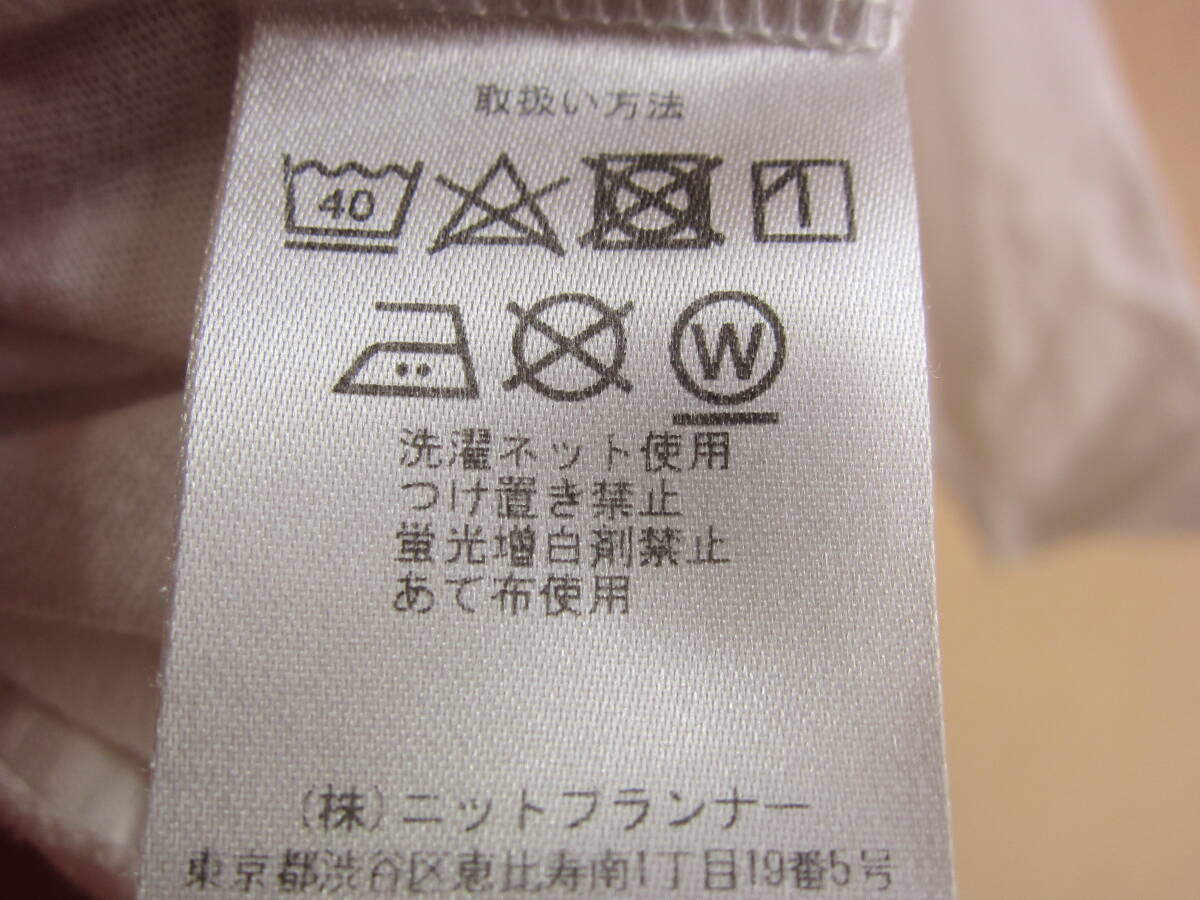 取扱い方法
40
W
洗濯ネット使用
つけ置き禁止
蛍光増白剤禁止
あて布使用
(株)ニットプランナー
東京都渋谷区恵比寿南1丁目19番5号